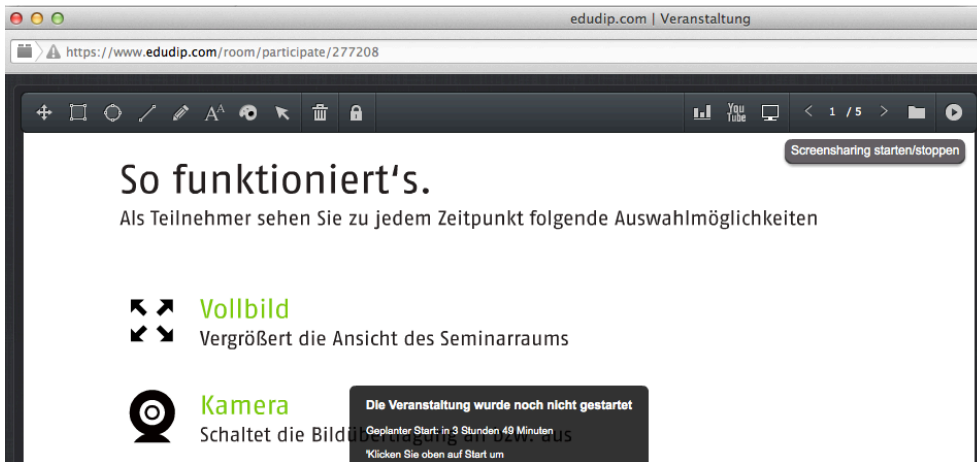 edudip.com | Veranstaltung
https://www.edudip.com/room/participate/277208
AA
You Tube
1 / 5
Screensharing starten/stoppen
So funktioniert's.
Als Teilnehmer sehen Sie zu jedem Zeitpunkt folgende Auswahlmöglichkeiten
Vollbild
Vergrößert die Ansicht des Seminarraums
Kamera
Schaltet die Bildübertragung an bzw. aus
Die Veranstaltung wurde noch nicht gestartet
Geplanter Start: in 3 Stunden 49 Minuten
*Klicken Sie oben auf Start um